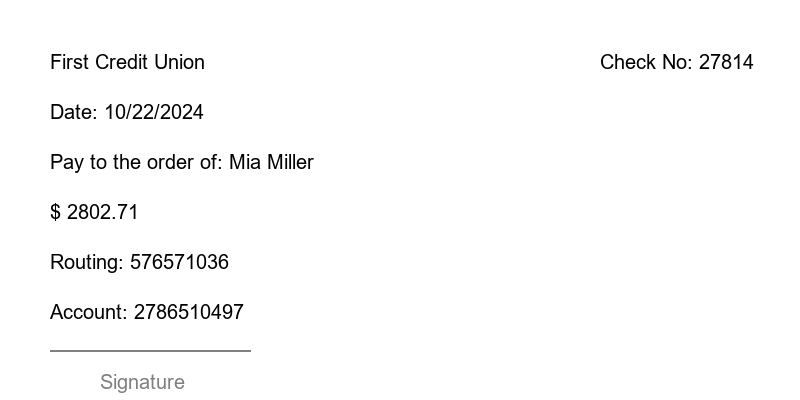 First Credit Union Check No: 27814
Date: 10/22/2024
Pay to the order of: Mia Miller
$ 2802.71
Routing: 576571036
Account: 2786510497
Signature